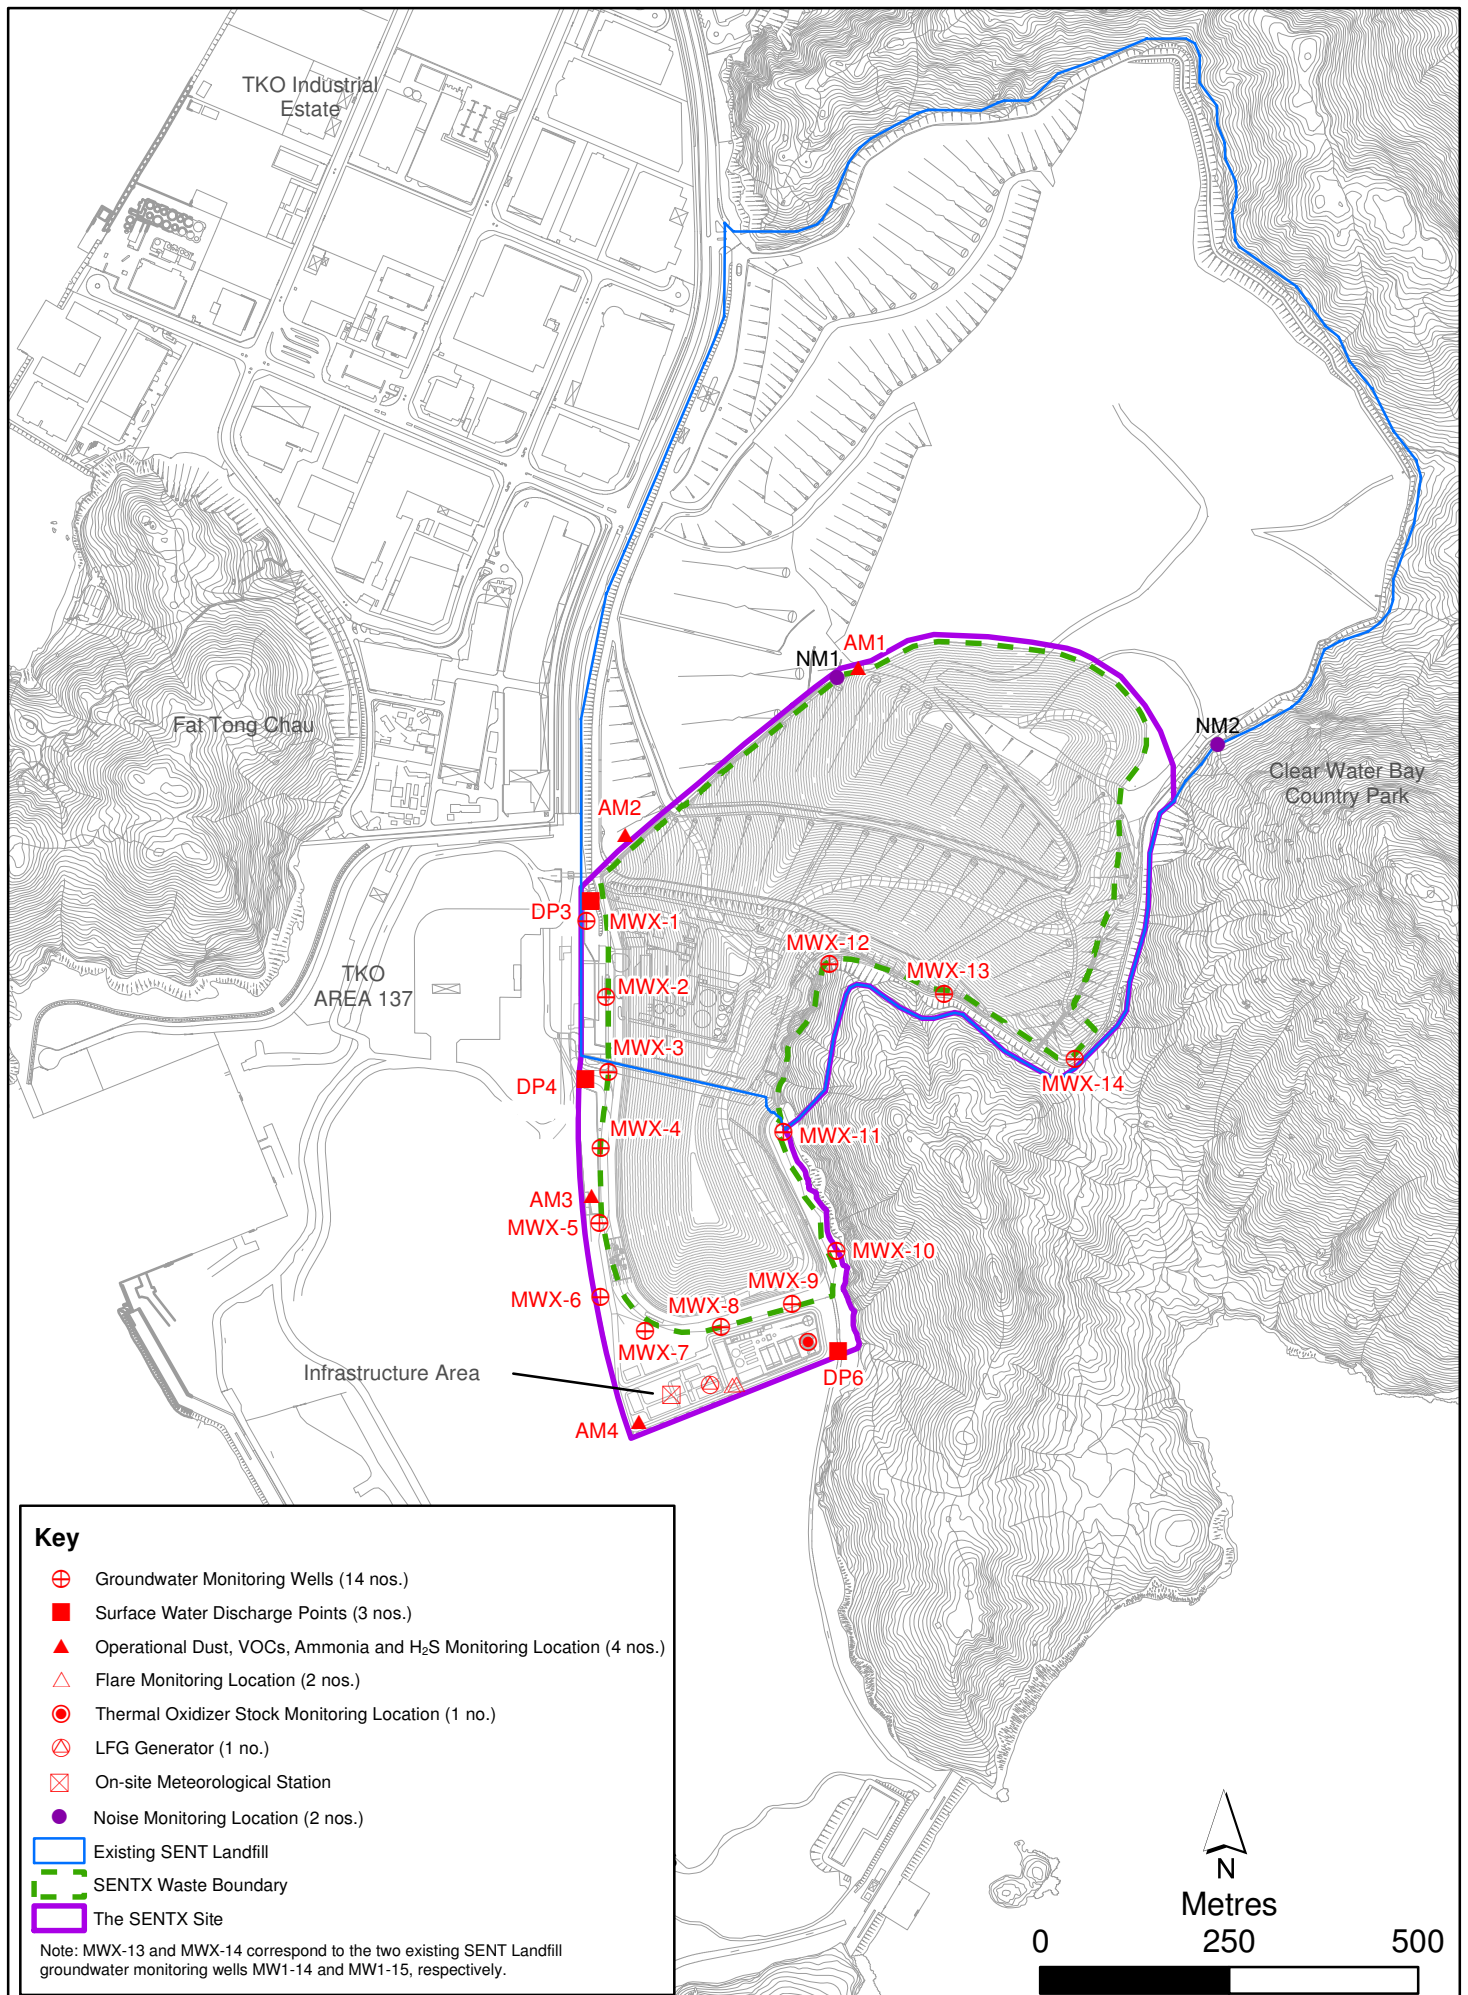 TKO Industrial
Estate
NM1
AM1
NM2
Fat Tong Chau
Clear Water Bay
Country Park
AM2
DP3
MWX-1
MWX-12
MWX-13
TKO
AREA 137
MWX-2
MWX-3
DP4
MWX-14
MWX-4
MWX-11
AM3
MWX-5
MWX-10
MWX-9
MWX-6
MWX-8
MWX-7
Infrastructure Area
DP6
AM4
Key
Groundwater Monitoring Wells (14 nos.)
Surface Water Discharge Points (3 nos.)
Operational Dust, VOCs, Ammonia and H₂S Monitoring Location (4 nos.)
Flare Monitoring Location (2 nos.)
Thermal Oxidizer Stock Monitoring Location (1 no.)
LFG Generator (1 no.)
On-site Meteorological Station
Noise Monitoring Location (2 nos.)
Existing SENT Landfill
SENTX Waste Boundary
The SENTX Site
Note: MWX-13 and MWX-14 correspond to the two existing SENT Landfill
groundwater monitoring wells MW1-14 and MW1-15, respectively.
N
Metres
0 250 500